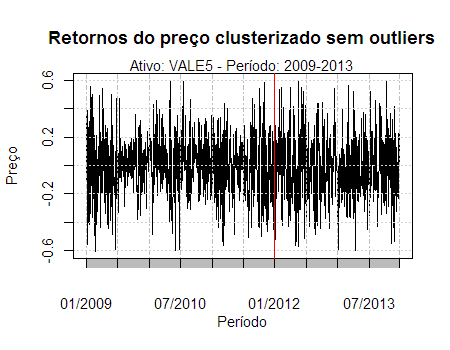 Retornos do preço clusterizado sem outliers
Ativo: VALE5 - Período: 2009-2013
Preço
0.6
0.2
-0.2
-0.6
01/2009 07/2010 01/2012 07/2013
Período